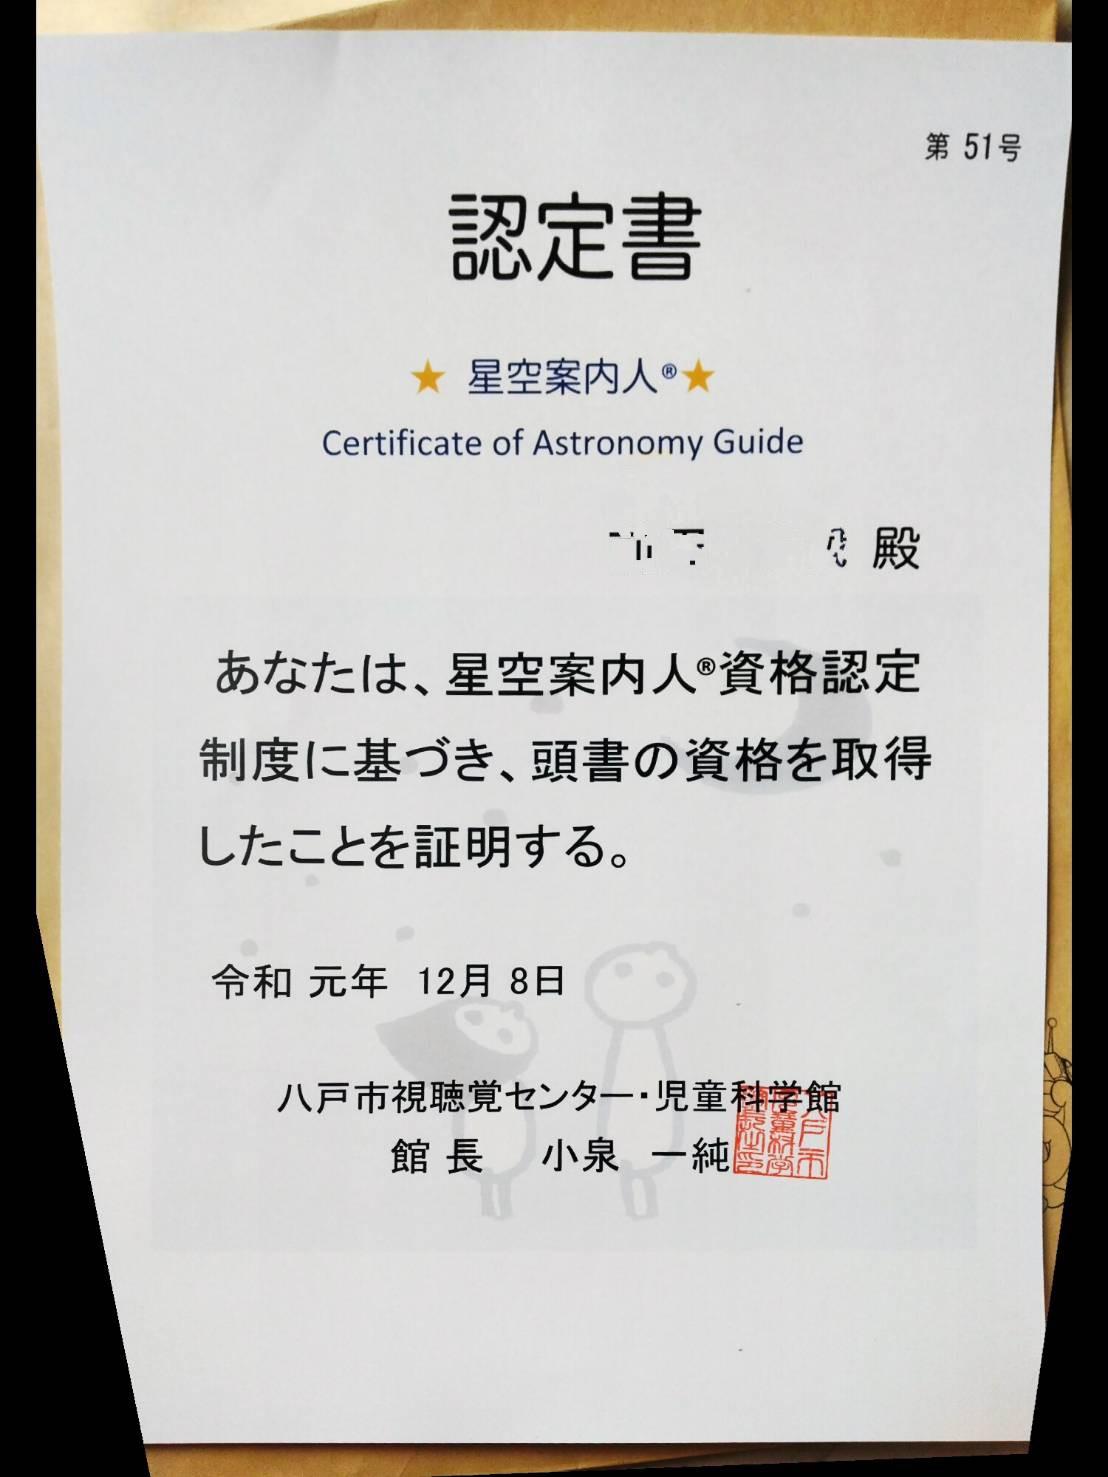 第 51号
認定書
★ 星空案内人®★
Certificate of Astronomy Guide
殿
あなたは、星空案内人®資格認定
制度に基づき、頭書の資格を取得
したことを証明する。
令和 元年 12月 8日
八戸市視聴覚センター・児童科学館
館 長 小泉 一純